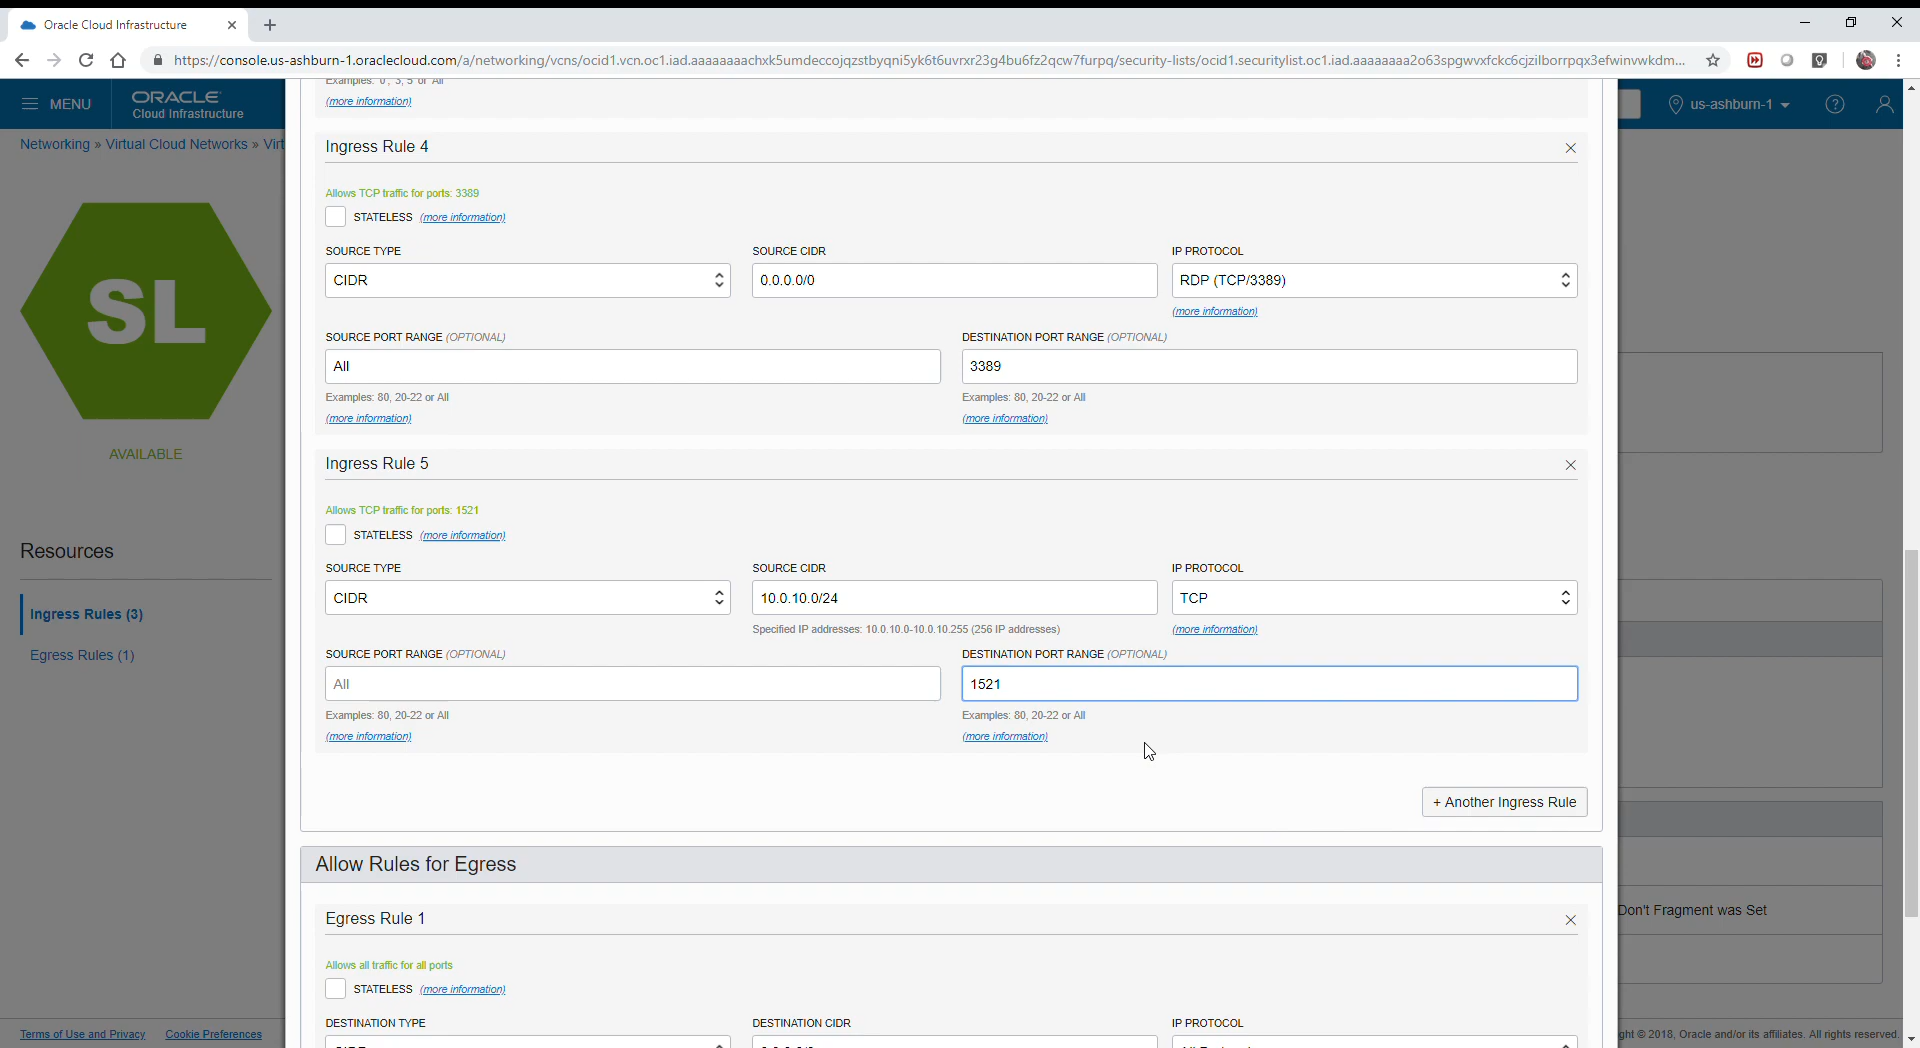 Oracle Cloud Infrastructure
https://console.us-ashburn-1.oraclecloud.com/a/networking/vcns/ocid1.vcn.oc1.iad.aaaaaaaachxk5umdeccojqzstbyqni5yk6t6uvrxr23g4bu6fz2qcw7furpq/security-lists/ocid1.securitylist.oc1.iad.aaaaaaaa2o63spgwvxfckc6cjzilborrpqx3efwinvwkdm...
MENU
ORACLE
Cloud Infrastructure
us-ashburn-1
Networking » Virtual Cloud Networks » Virt
SL
AVAILABLE
Resources
Ingress Rules (3)
Egress Rules (1)
Terms of Use and Privacy Cookie Preferences
(more information)
Ingress Rule 4
Allows TCP traffic for ports: 3389
STATELESS (more information)
SOURCE TYPE SOURCE CIDR IP PROTOCOL
CIDR 0.0.0.0/0 RDP (TCP/3389)
(more information)
SOURCE PORT RANGE (OPTIONAL) DESTINATION PORT RANGE (OPTIONAL)
All 3389
Examples: 80, 20-22 or All Examples: 80, 20-22 or All
(more information) (more information)
Ingress Rule 5
Allows TCP traffic for ports: 1521
STATELESS (more information)
SOURCE TYPE SOURCE CIDR IP PROTOCOL
CIDR 10.0.10.0/24 TCP
Specified IP addresses: 10.0.10.0-10.0.10.255 (256 IP addresses) (more information)
SOURCE PORT RANGE (OPTIONAL) DESTINATION PORT RANGE (OPTIONAL)
All 1521
Examples: 80, 20-22 or All Examples: 80, 20-22 or All
(more information) (more information)
+ Another Ingress Rule
Allow Rules for Egress
Egress Rule 1
Allows all traffic for all ports
STATELESS (more information)
DESTINATION TYPE DESTINATION CIDR IP PROTOCOL
Don't Fragment was Set
© 2018, Oracle and/or its affiliates. All rights reserved.